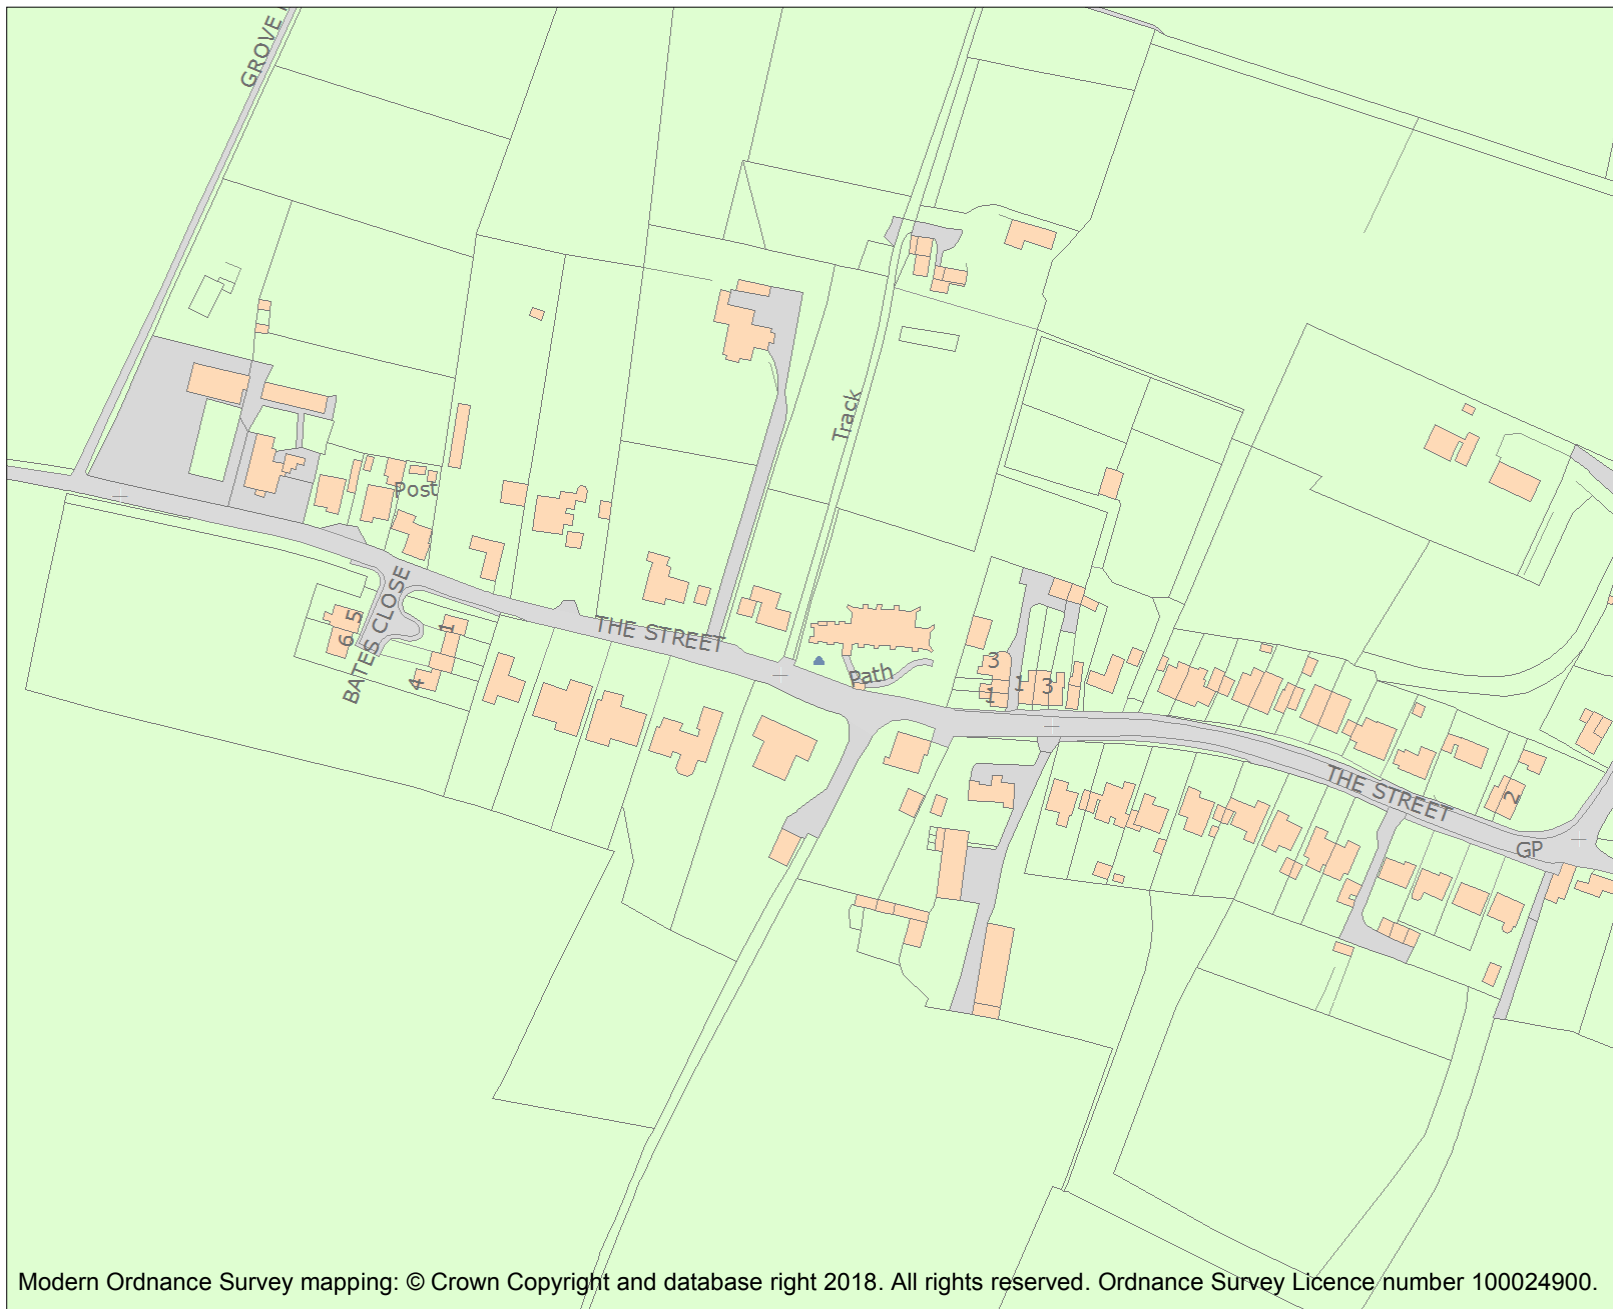 GROVE
Track
Post
BATES CLOSE
5
6
1
4
THE STREET
Path
3
1
1
3
THE STREET
2
GP
Modern Ordnance Survey mapping: © Crown Copyright and database right 2018. All rights reserved. Ordnance Survey Licence number 100024900.